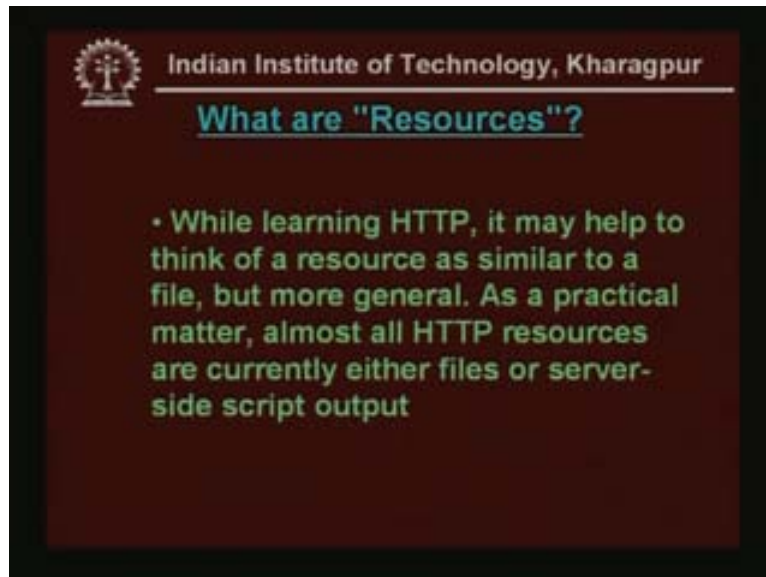 Indian Institute of Technology, Kharagpur
What are "Resources"?
• While learning HTTP, it may help to
think of a resource as similar to a
file, but more general. As a practical
matter, almost all HTTP resources
are currently either files or server-
side script output